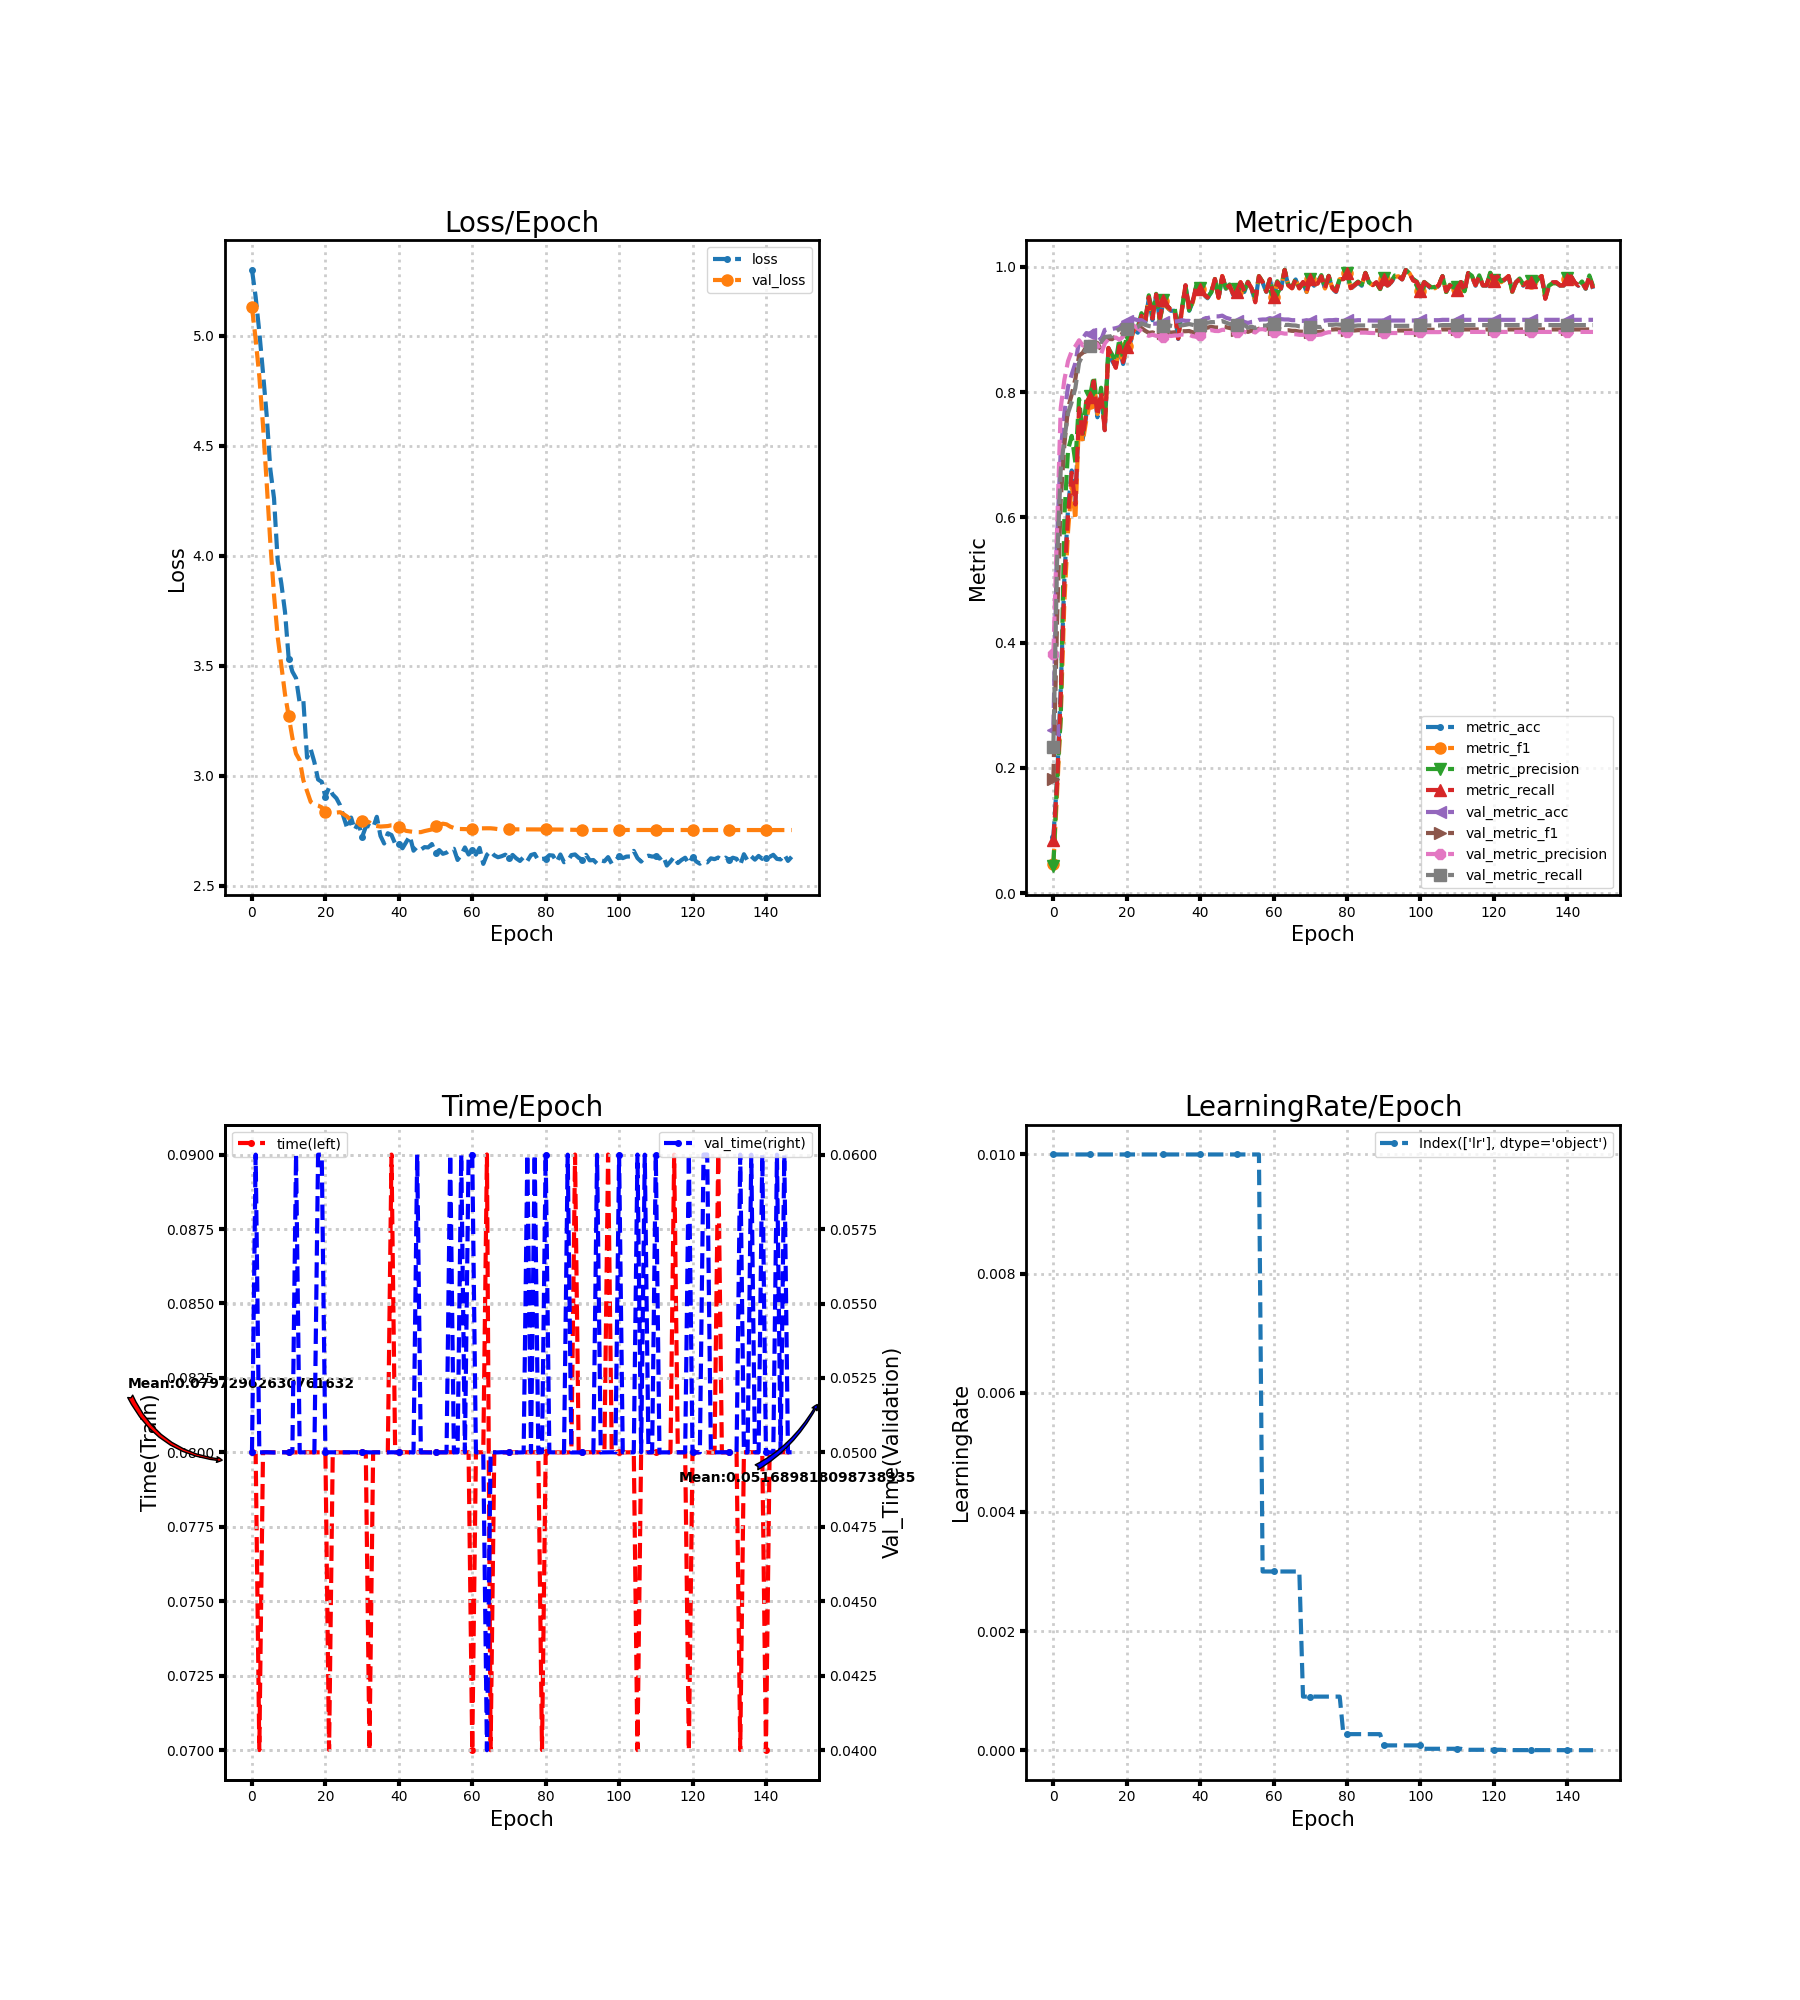 Loss/Epoch
loss
val_loss
5.0
4.5
4.0
3.5
3.0
2.5
Loss
0 20 40 60 80 100 120 140
Epoch
Metric/Epoch
1.0
0.8
0.6
0.4
0.2
0.0
Metric
metric_acc
metric_f1
metric_precision
metric_recall
val_metric_acc
val_metric_f1
val_metric_precision
val_metric_recall
0 20 40 60 80 100 120 140
Epoch
Time/Epoch
time(left)
val_time(right)
0.0900
0.0875
0.0850
0.0825
0.0800
0.0775
0.0750
0.0725
0.0700
Time(Train)
0.0600
0.0575
0.0550
0.0525
0.0500
0.0475
0.0450
0.0425
0.0400
Val_Time(Validation)
0 20 40 60 80 100 120 140
Epoch
LearningRate/Epoch
Index(['lr'], dtype='object')
0.010
0.008
0.006
0.004
0.002
0.000
LearningRate
0 20 40 60 80 100 120 140
Epoch